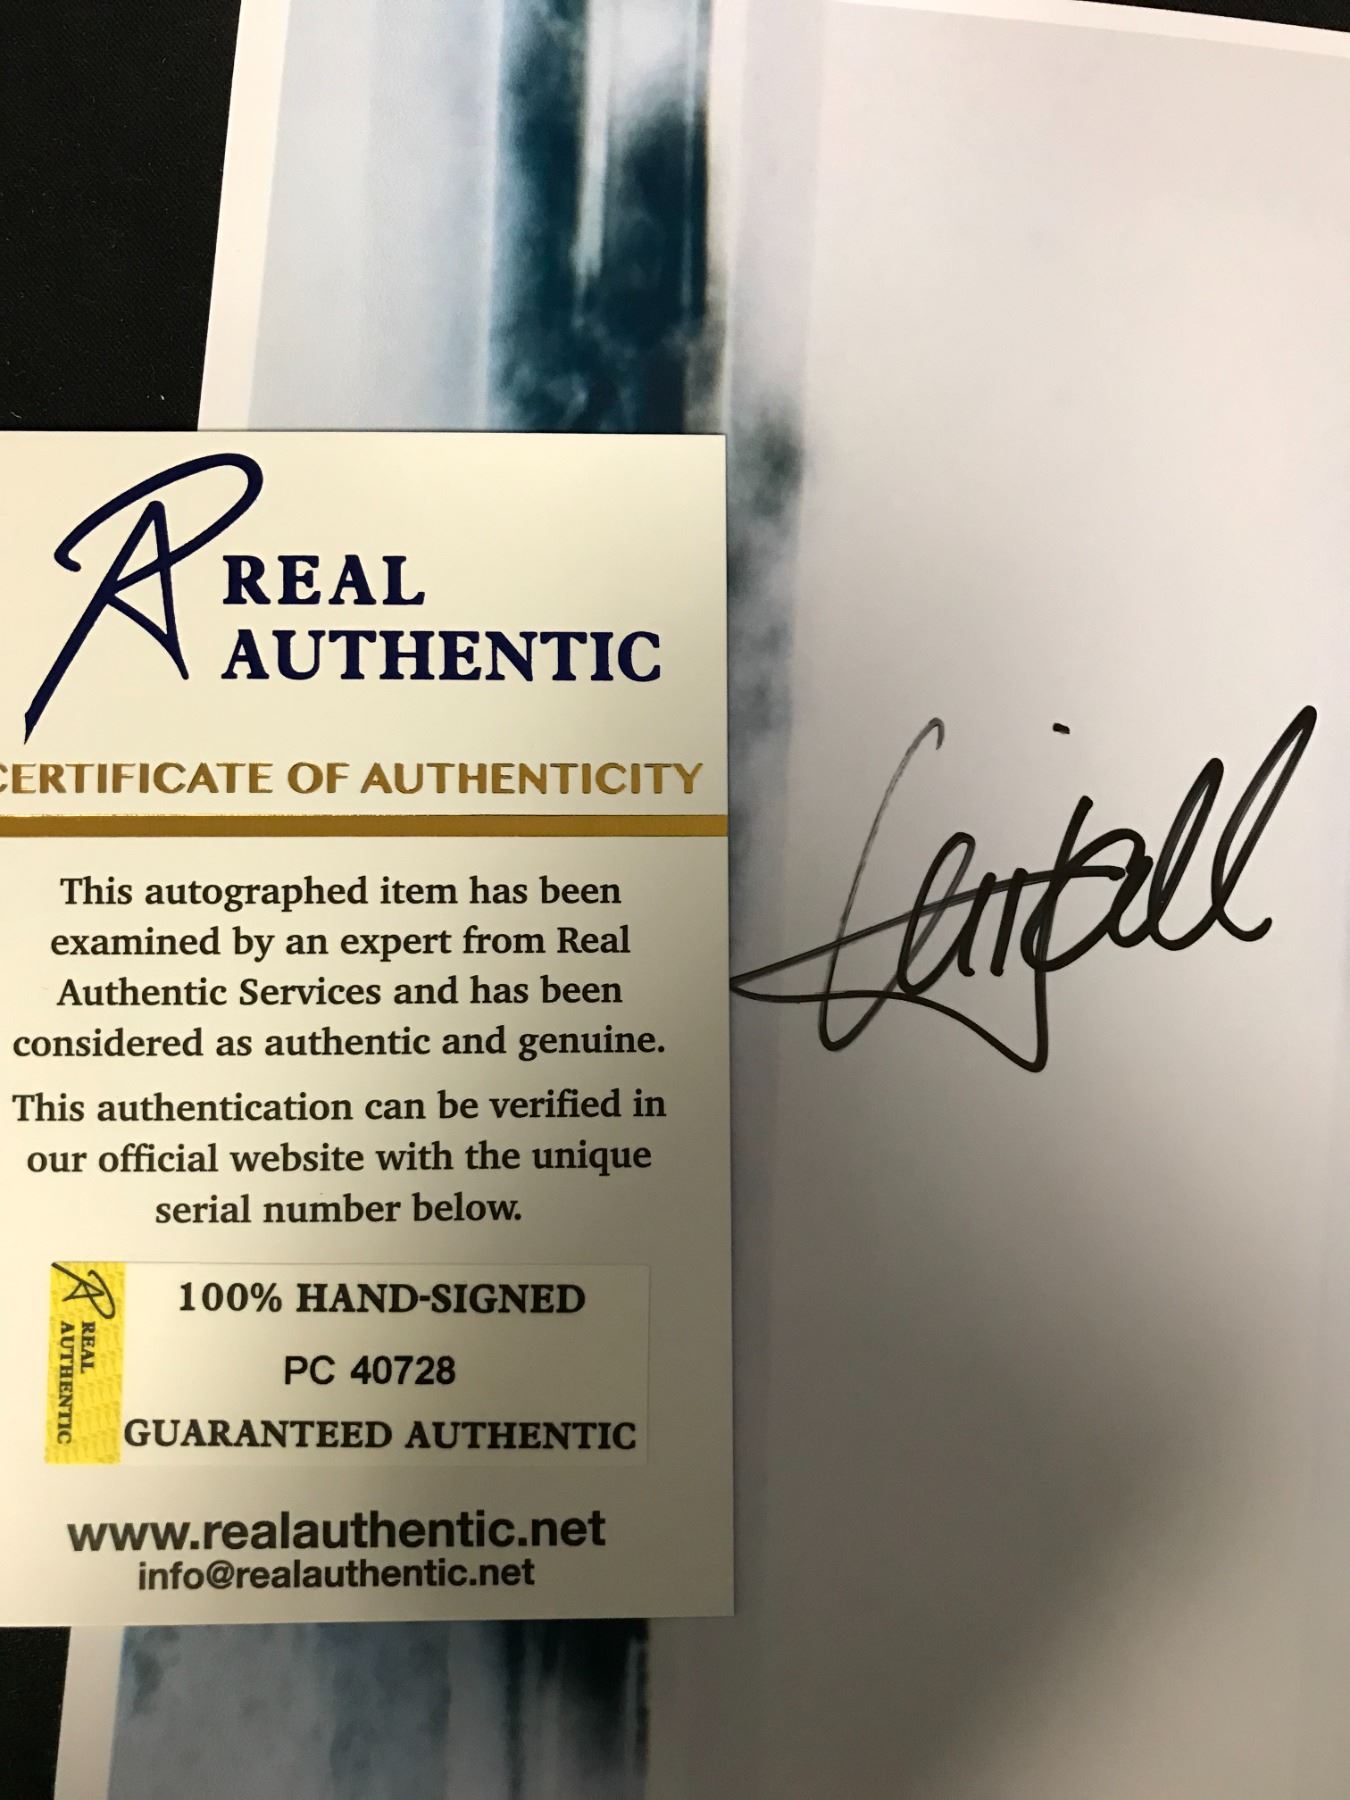 REAL
AUTHENTIC
CERTIFICATE OF AUTHENTICITY
This autographed item has been
examined by an expert from Real
Authentic Services and has been
considered as authentic and genuine.
This authentication can be verified in
our official website with the unique
serial number below.
REAL
AUTHENTIC
100% HAND-SIGNED
PC 40728
GUARANTEED AUTHENTIC
www.realauthentic.net
info@realauthentic.net